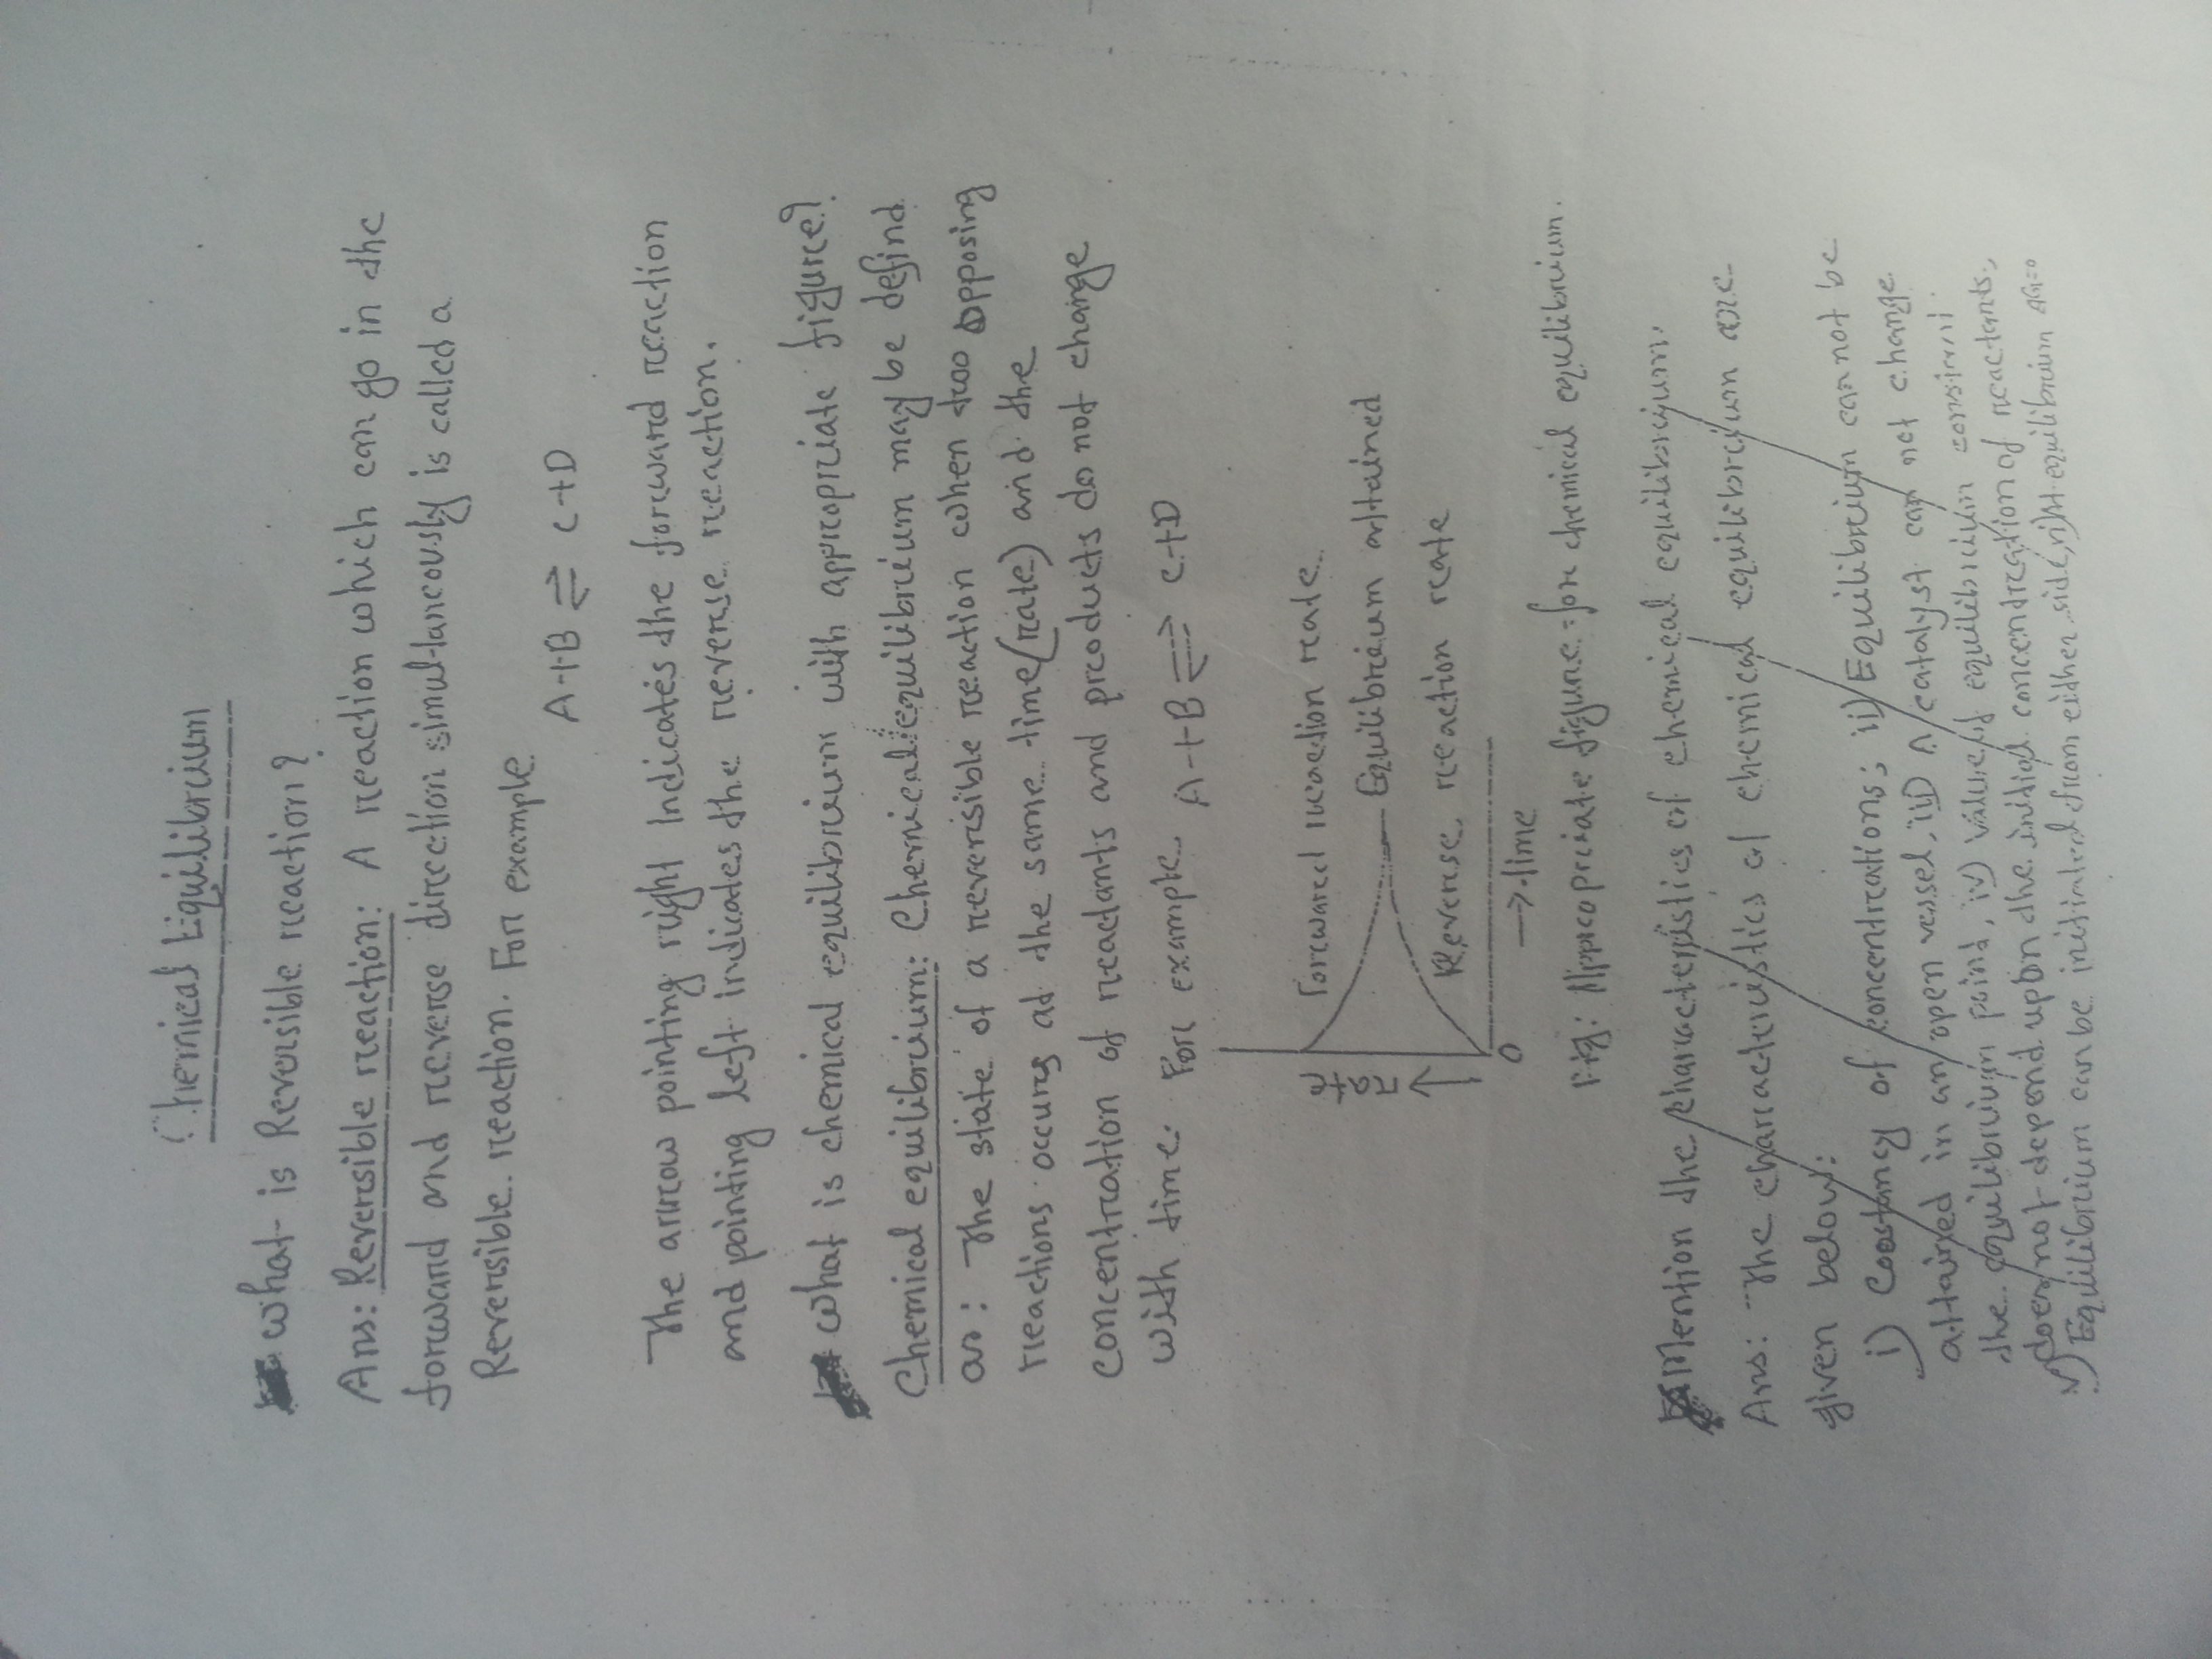 Chemical Equilibrium
What is Reversible reaction?
Ans: Reversible reaction: A reaction which can go in the
forward and reverse direction simultaneously is called a
Reversible reaction. For example
A+B ⇌ C+D
The arrow pointing right Indicates the forward reaction
and pointing left indicates the reverse reaction.
What is chemical equilibrium with appropriate figure?
Chemical equilibrium: Chemical equilibrium may be defind
as: The state of a reversible reaction when two opposing
reactions occurs at the same time (rate) and the
concentration of reactants and products do not change
with time. For example A+B ⇌ C+D
Forward reaction rate
Equilibrium attained
Reverse reaction rate
→ rate
0
→ time
Fig: Appropriate figure for chemical equilibrium.
Mention the characteristics of chemical equilibrium.
Ans: The characteristics of chemical equilibrium are
given below:
i) Constancy of concentrations; ii) Equilibrium cannot be
attained in an open vessel, iii) A catalyst can not change
the equilibrium point, iv) Value of equilibrium constant
does not depend upon the initial concentration of reactants,
v) Equilibrium can be initiated from either side, vi) At equilibrium ΔG=0